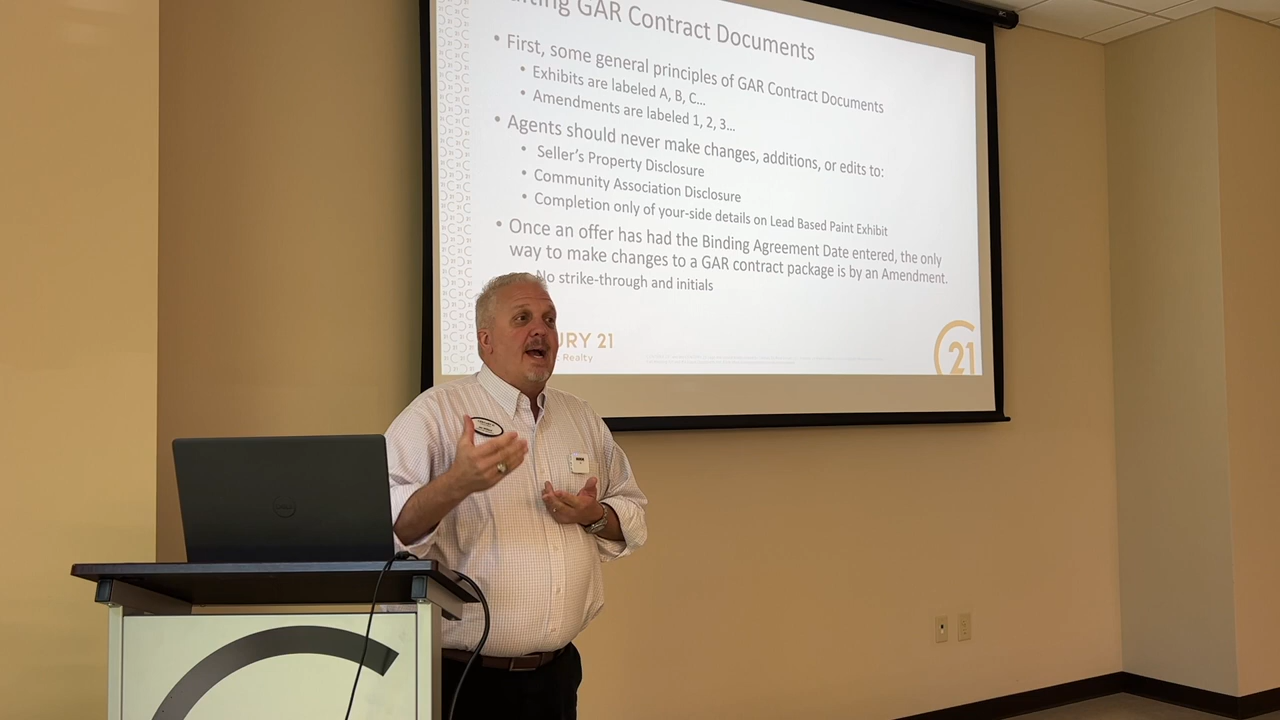 GAR Contract Documents
• First, some general principles of GAR Contract Documents
• Exhibits are labeled A, B, C...
• Amendments are labeled 1, 2, 3...
• Agents should never make changes, additions, or edits to:
• Seller's Property Disclosure
• Community Association Disclosure
• Completion only of your-side details on Lead Based Paint Exhibit
• Once an offer has had the Binding Agreement Date entered, the only
way to make changes to a GAR contract package is by an Amendment.
No strike-through and initials
URY 21
Realty
21